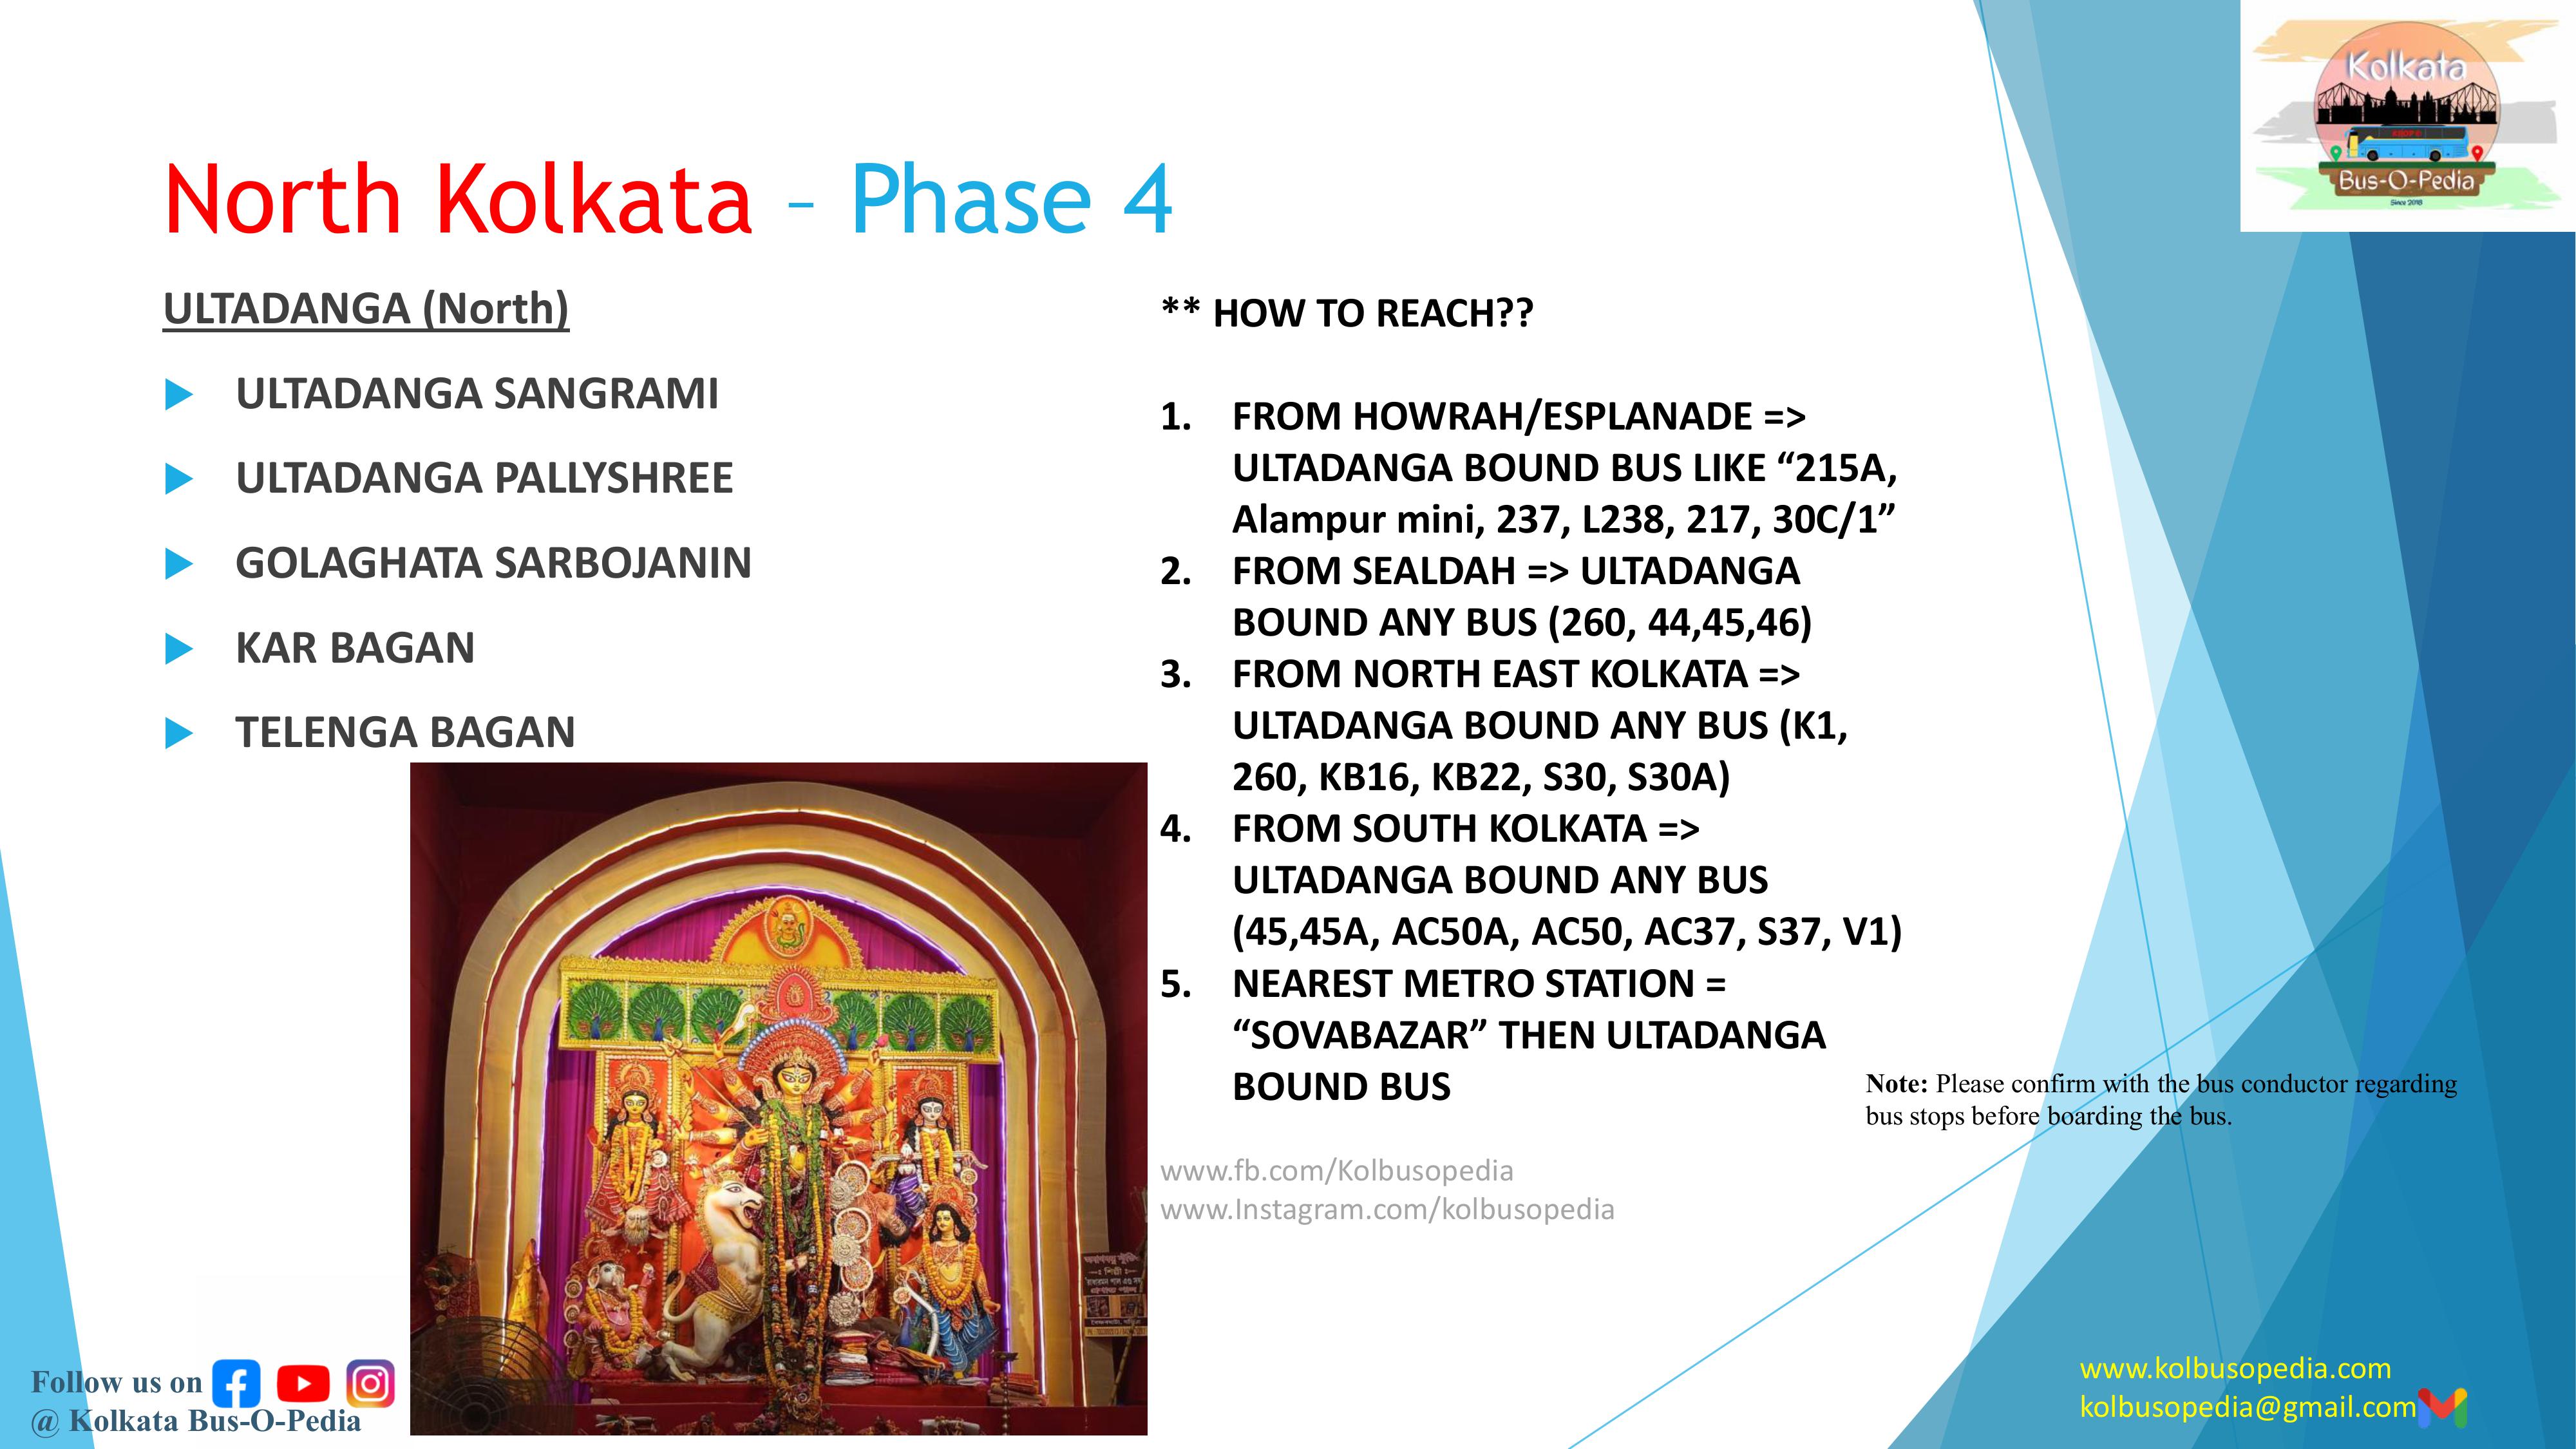 Kolkata
Bus-O-Pedia
Since 2018
North Kolkata – Phase 4
ULTADANGA (North)
ULTADANGA SANGRAMI
ULTADANGA PALLYSHREE
GOLAGHATA SARBOJANIN
KAR BAGAN
TELENGA BAGAN
** HOW TO REACH??
1. FROM HOWRAH/ESPLANADE =>
ULTADANGA BOUND BUS LIKE “215A,
Alampur mini, 237, L238, 217, 30C/1”
2. FROM SEALDAH => ULTADANGA
BOUND ANY BUS (260, 44,45,46)
3. FROM NORTH EAST KOLKATA =>
ULTADANGA BOUND ANY BUS (K1,
260, KB16, KB22, S30, S30A)
4. FROM SOUTH KOLKATA =>
ULTADANGA BOUND ANY BUS
(45,45A, AC50A, AC50, AC37, S37, V1)
5. NEAREST METRO STATION =
“SOVABAZAR” THEN ULTADANGA
BOUND BUS
Note: Please confirm with the bus conductor regarding
bus stops before boarding the bus.
www.fb.com/Kolbusopedia
www.Instagram.com/kolbusopedia
Follow us on
@ Kolkata Bus-O-Pedia
www.kolbusopedia.com
kolbusopedia@gmail.com